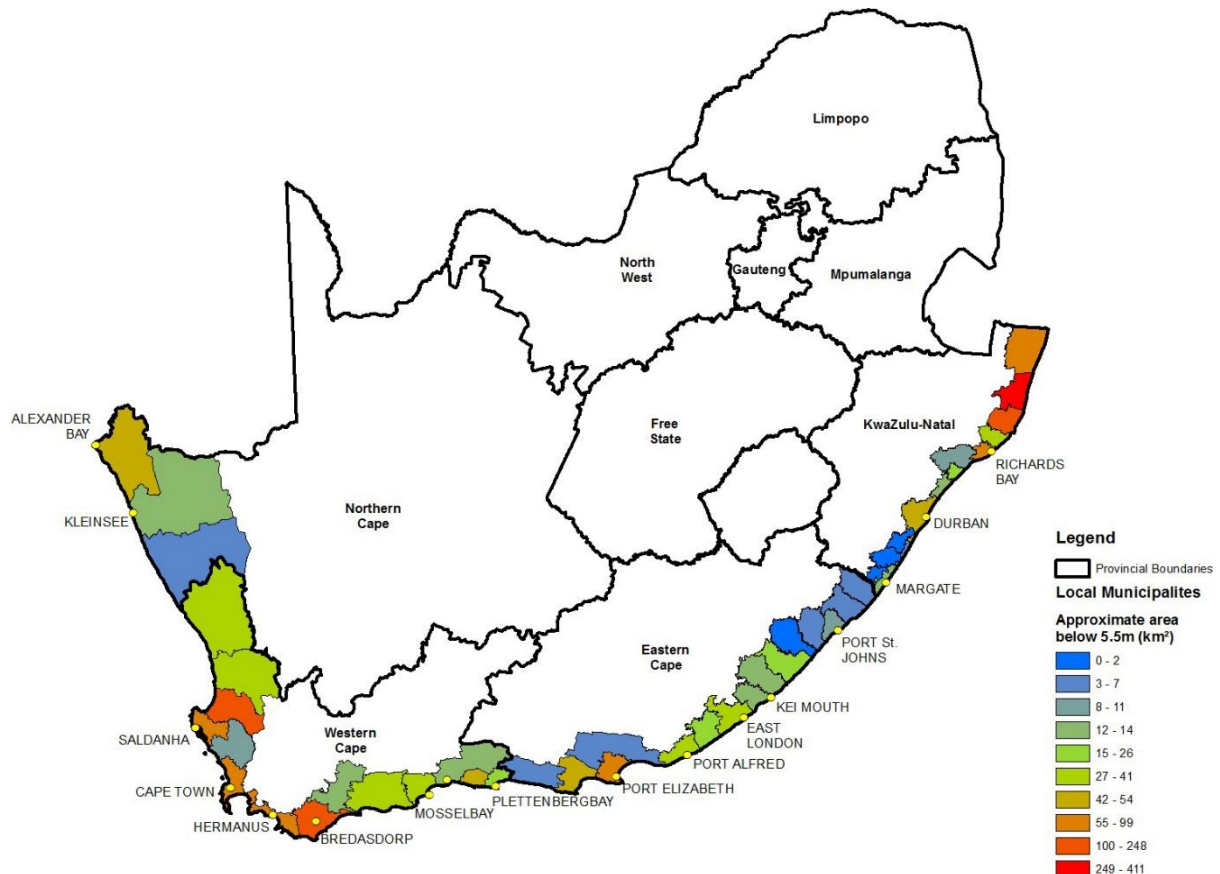 Limpopo
North
West
Gauteng
Mpumalanga
ALEXANDER
BAY
Free
State
KwaZulu-Natal
RICHARDS
BAY
KLEINSEE
Northern
Cape
DURBAN
MARGATE
Eastern
Cape
PORT St.
JOHNS
KEI MOUTH
EAST
LONDON
SALDANHA
Western
Cape
PORT ALFRED
CAPE TOWN
PORT ELIZABETH
PLETTENBERGBAY
MOSSELBAY
HERMANUS
BREDASDORP
Legend
Provincial Boundaries
Local Municipalites
Approximate area
below 5.5m (km²)
0 - 2
3 - 7
8 - 11
12 - 14
15 - 26
27 - 41
42 - 54
55 - 99
100 - 248
249 - 411